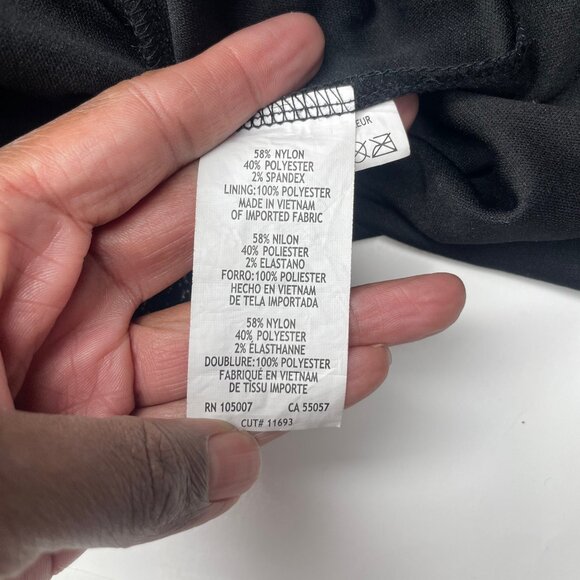 58% NYLON
40% POLYESTER
2% SPANDEX
LINING:100% POLYESTER
MADE IN VIETNAM
OF IMPORTED FABRIC
58% NILON
40% POLIESTER
2% ELASTANO
FORRO:100% POLIESTER
HECHO EN VIETNAM
DE TELA IMPORTADA
58% NYLON
40% POLYESTER
2% ÉLASTHANNE
DOUBLURE:100% POLYESTER
FABRIQUÉ EN VIETNAM
DE TISSU IMPORTE
RN 105007 CA 55057
CUT# 11693
EUR